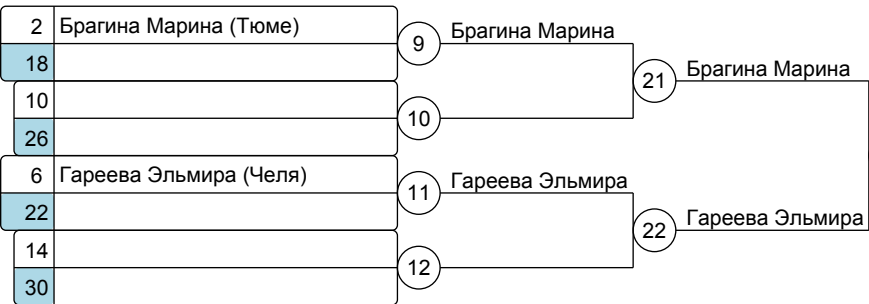 2 Брагина Марина (Тюме)
9 Брагина Марина
18
21 Брагина Марина
10
10
26
6 Гареева Эльмира (Челя)
11 Гареева Эльмира
22
22 Гареева Эльмира
14
12
30